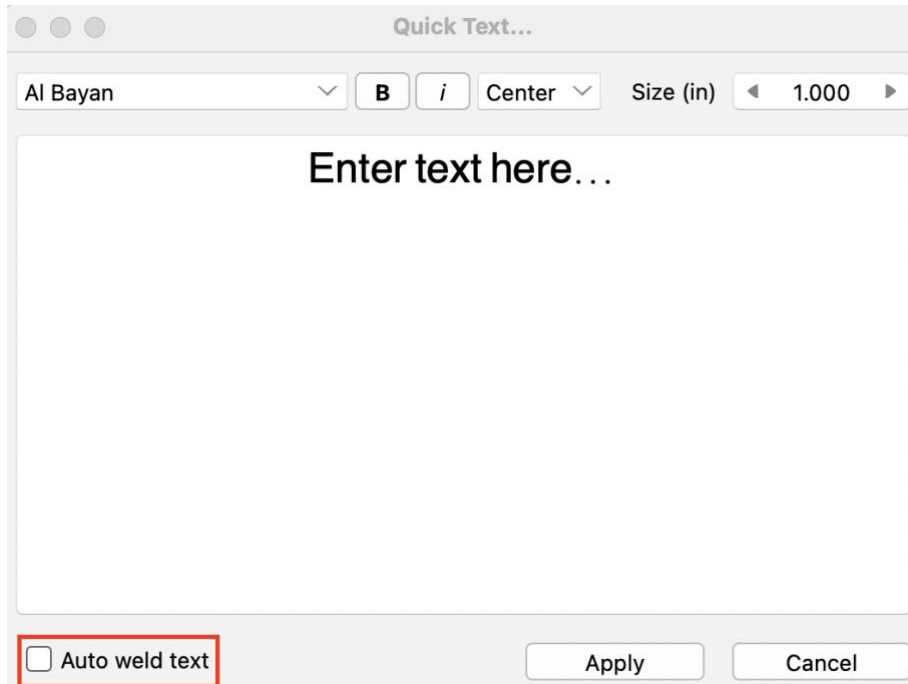 Quick Text...
Al Bayan B i Center Size (in) 1.000
Enter text here...
Auto weld text Apply Cancel